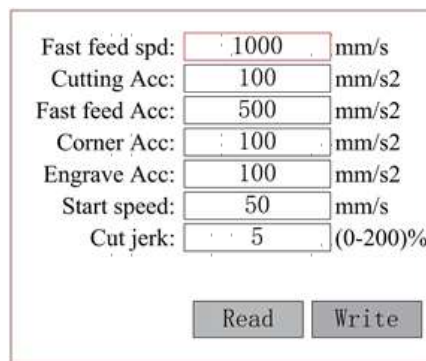 Fast feed spd: 1000 mm/s
Cutting Acc: 100 mm/s2
Fast feed Acc: 500 mm/s2
Corner Acc: 100 mm/s2
Engrave Acc: 100 mm/s2
Start speed: 50 mm/s
Cut jerk: 5 (0-200)%
Read Write